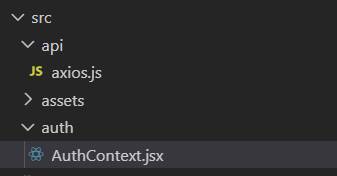 src
api
JS axios.js
assets
auth
AuthContext.jsx